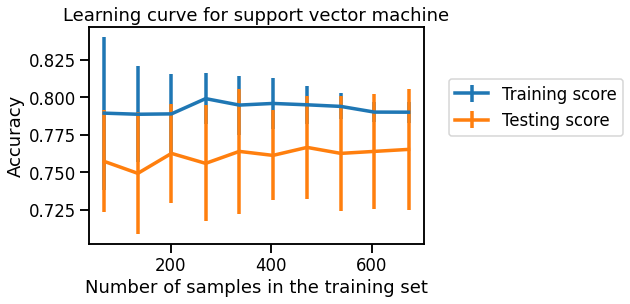 Learning curve for support vector machine
0.825
0.800
0.775
0.750
0.725
Accuracy
200
400
600
Number of samples in the training set
Training score
Testing score